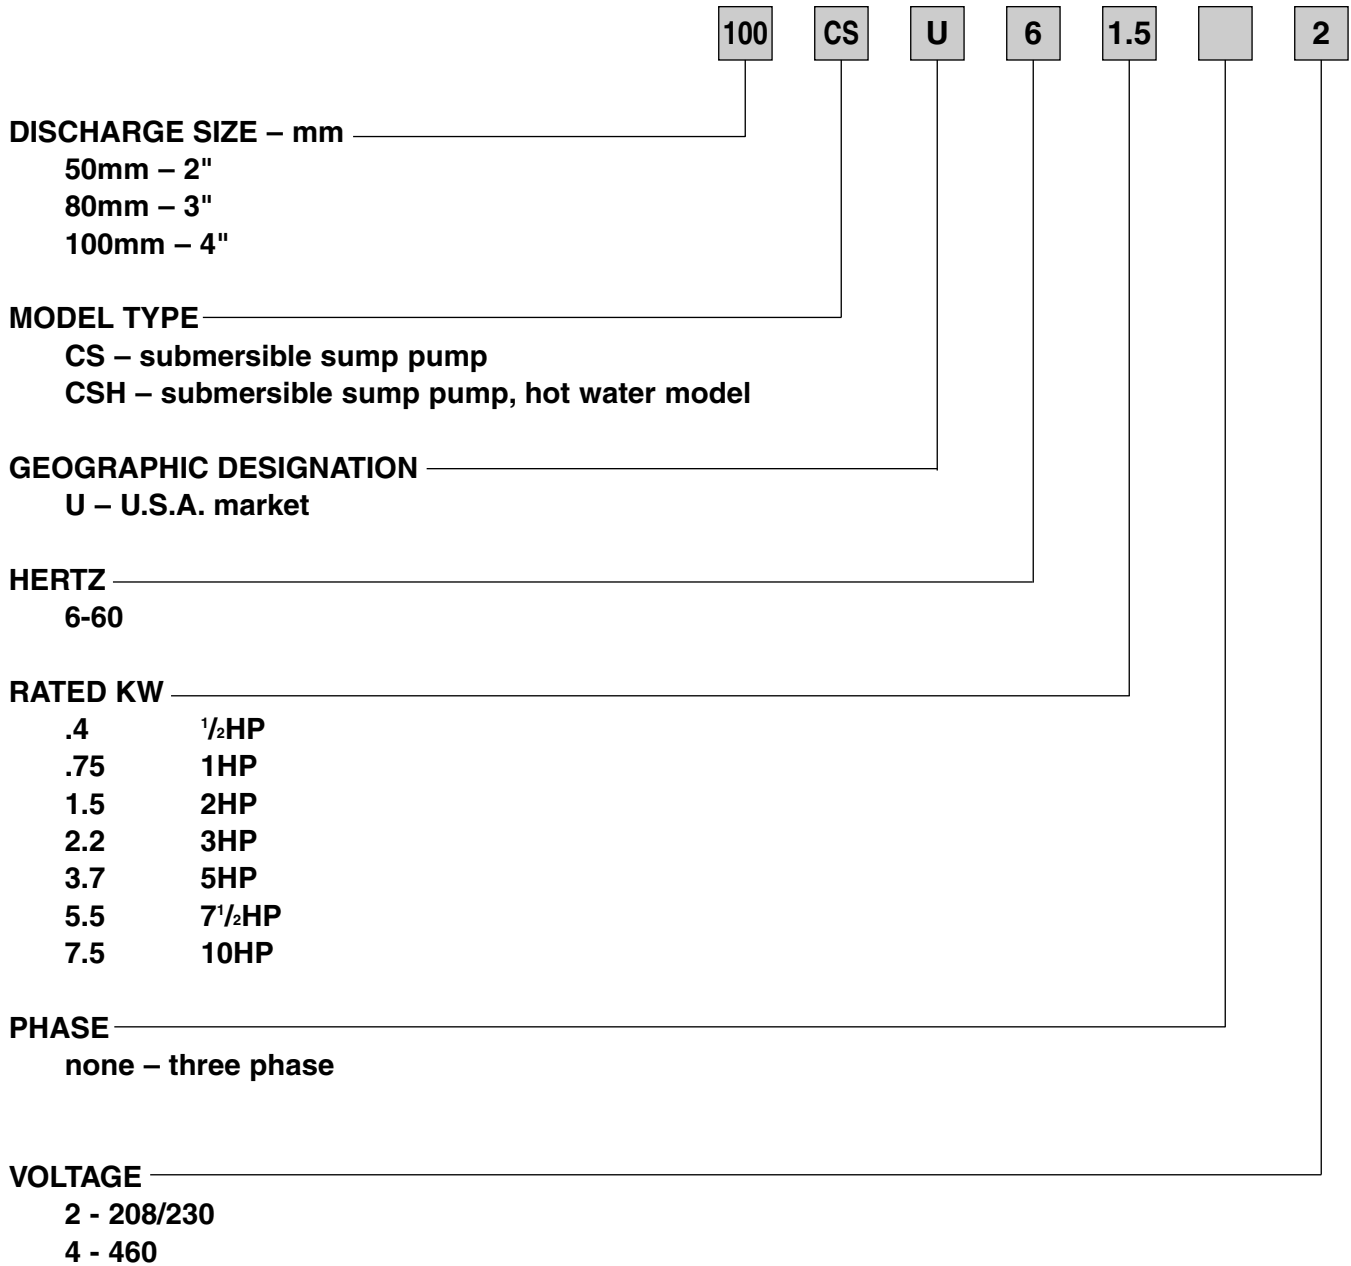 100 CS U 6 1.5 2
DISCHARGE SIZE – mm
50mm – 2"
80mm – 3"
100mm – 4"
MODEL TYPE
CS – submersible sump pump
CSH – submersible sump pump, hot water model
GEOGRAPHIC DESIGNATION
U – U.S.A. market
HERTZ
6-60
RATED KW
.4 1/2HP
.75 1HP
1.5 2HP
2.2 3HP
3.7 5HP
5.5 71/2HP
7.5 10HP
PHASE
none – three phase
VOLTAGE
2 - 208/230
4 - 460